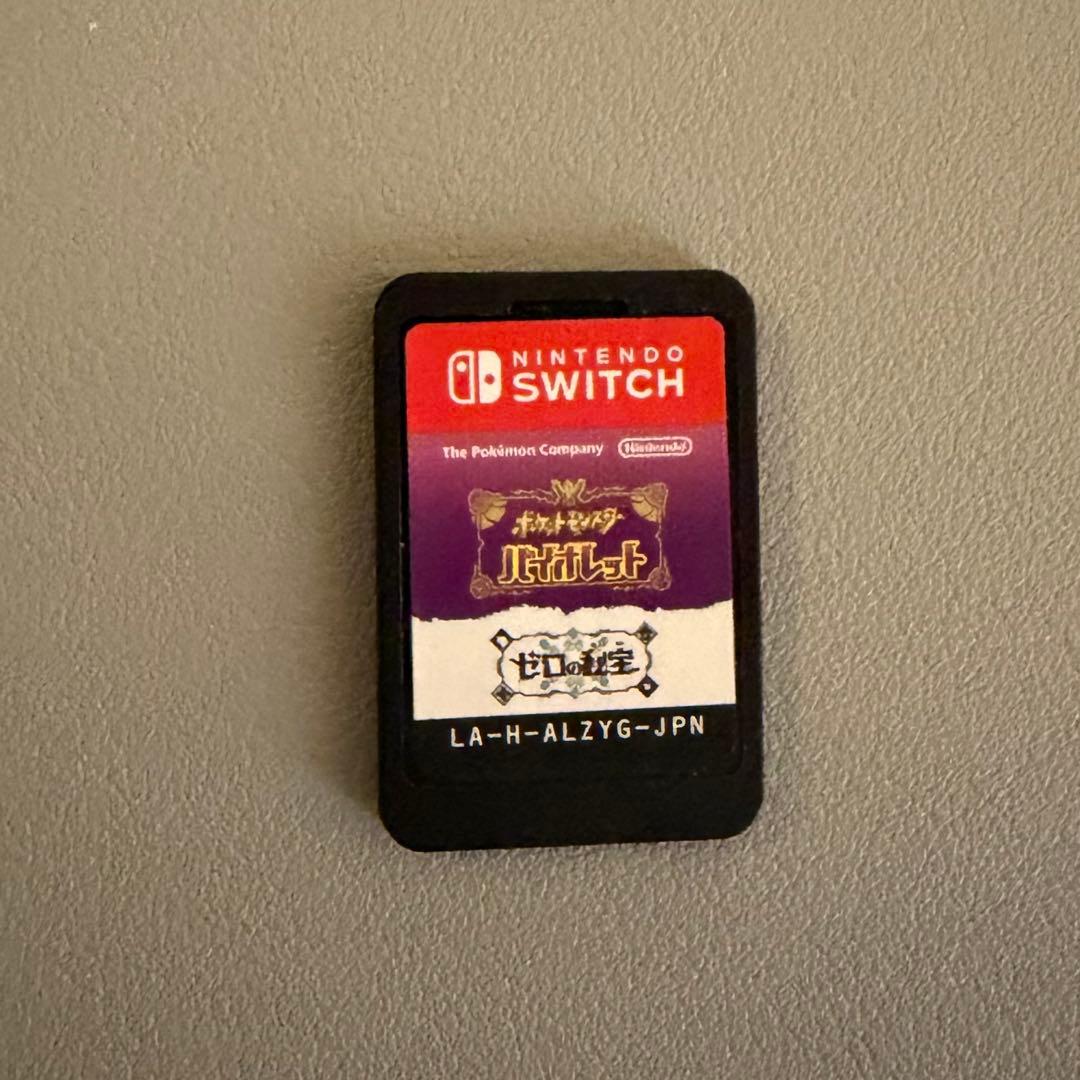 NINTENDO
SWITCH
The Pokémon Company Nintendo
ポケットモンスター
バイオレット
ゼロの秘宝
LA-H-ALZYG-JPN